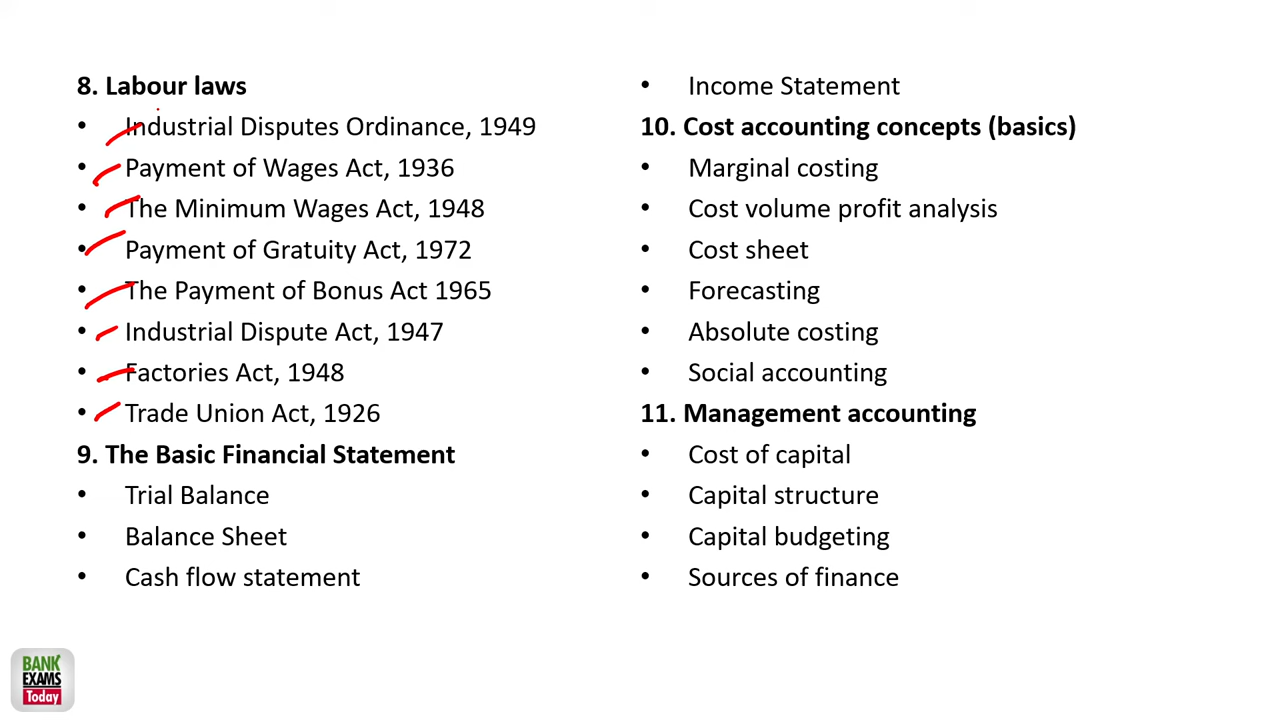 8. Labour laws
• Industrial Disputes Ordinance, 1949
• Payment of Wages Act, 1936
• The Minimum Wages Act, 1948
• Payment of Gratuity Act, 1972
• The Payment of Bonus Act 1965
• Industrial Dispute Act, 1947
• Factories Act, 1948
• Trade Union Act, 1926
9. The Basic Financial Statement
• Trial Balance
• Balance Sheet
• Cash flow statement
• Income Statement
10. Cost accounting concepts (basics)
• Marginal costing
• Cost volume profit analysis
• Cost sheet
• Forecasting
• Absolute costing
• Social accounting
11. Management accounting
• Cost of capital
• Capital structure
• Capital budgeting
• Sources of finance
BANK
EXAMS
Today